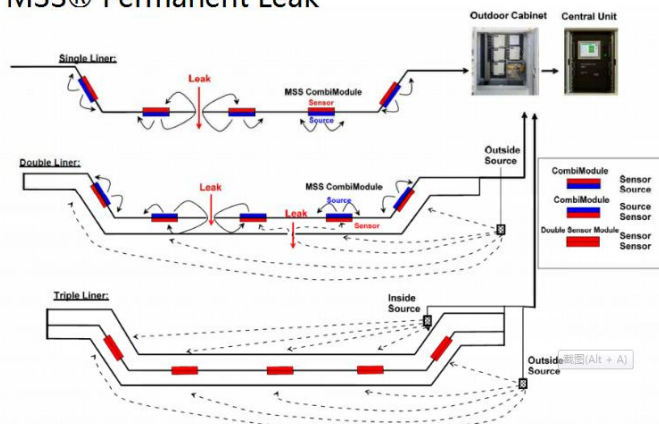 MSS® Permanent Leak
Outdoor Cabinet
Central Unit
Single Liner:
Leak
MSS CombiModule
Sensor
Source
Outside
Source
Double Liner:
Leak
MSS CombiModule
Source
Leak
Sensor
CombiModule
Sensor
Source
CombiModule
Source
Sensor
Double Sensor Module
Sensor
Sensor
Triple Liner:
Inside
Source
Outside
Source
截图(Alt + A)